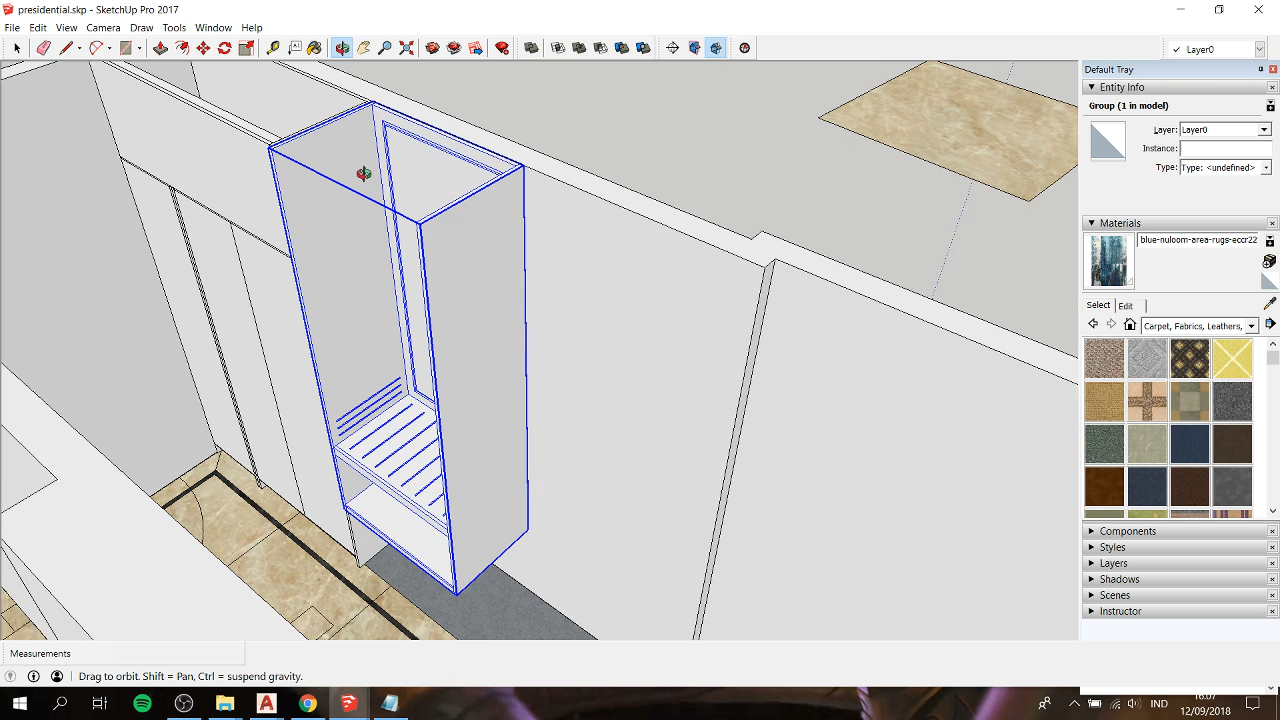 presidential.skp - SketchUp Pro 2017
File Edit View Camera Draw Tools Window Help
Layer0
Default Tray
Entity Info
Group (1 in model)
Layer: Layer0
Instance:
Type: Type: <undefined>
Materials
blue-nuloom-area-rugs-eccr22
Select Edit
Carpet, Fabrics, Leathers,
Components
Styles
Layers
Shadows
Scenes
Instructor
Measurements
Drag to orbit. Shift = Pan, Ctrl = suspend gravity.
IND
16.07
12/09/2018